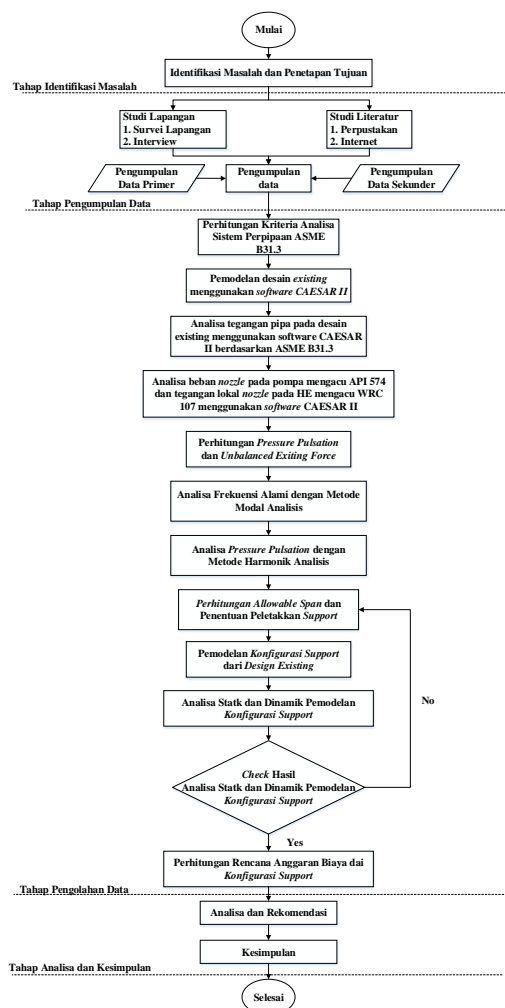 Mulai
Identifikasi Masalah dan Penetapan Tujuan
Tahap Identifikasi Masalah
Studi Lapangan
1. Survei Lapangan
2. Interview
Studi Literatur
1. Perpustakan
2. Internet
Pengumpulan
Data Primer
Pengumpulan
data
Pengumpulan
Data Sekunder
Tahap Pengumpulan Data
Perhitungan Kriteria Analisa
Sistem Perpipaan ASME
B31.3
Pemodelan desain existing
menggunakan software CAESAR II
Analisa tegangan pipa pada desain
existing menggunakan software CAESAR
II berdasarkan ASME B31.3
Analisa beban nozzle pada pompa mengacu API 574
dan tegangan lokal nozzle pada HE mengacu WRC
107 menggunakan software CAESAR II
Perhitungan Pressure Pulsation
dan Unbalanced Exiting Force
Analisa Frekuensi Alami dengan Metode
Modal Analisis
Analisa Pressure Pulsation dengan
Metode Harmonik Analisis
Perhitungan Allowable Span dan
Penentuan Peletakkan Support
Pemodelan Konfigurasi Support
dari Design Existing
Analisa Statk dan Dinamik Pemodelan
Konfigurasi Support
No
Check Hasil
Analisa Statk dan Dinamik Pemodelan
Konfigurasi Support
Yes
Perhitungan Rencana Anggaran Biaya dai
Konfigurasi Support
Tahap Pengolahan Data
Analisa dan Rekomendasi
Kesimpulan
Tahap Analisa dan Kesimpulan
Selesai